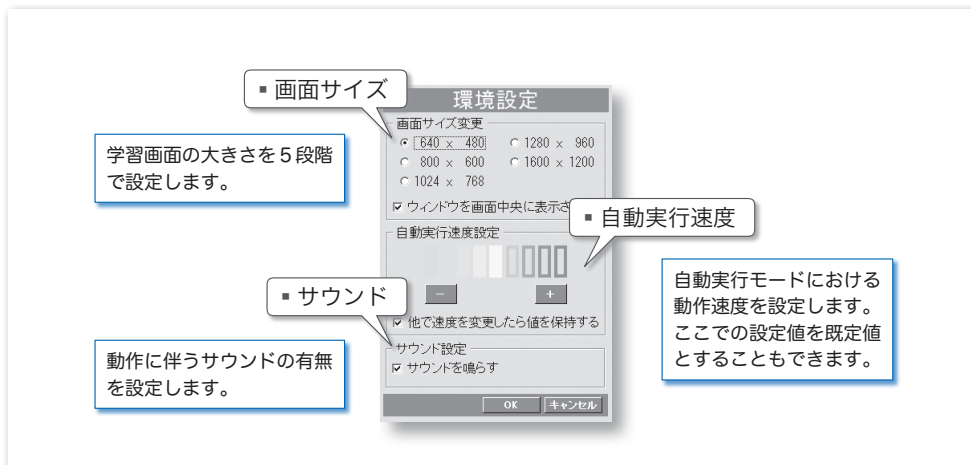 ▪ 画面サイズ
学習画面の大きさを5段階
で設定します。
環境設定
画面サイズ変更
640 x 480
1280 x 960
800 x 600
1600 x 1200
1024 x 768
ウィンドウを画面中央に表示さ
▪ 自動実行速度
自動実行速度設定
－ ＋
他で速度を変更したら値を保持する
自動実行モードにおける
動作速度を設定します。
ここでの設定値を既定値
とすることもできます。
▪ サウンド
動作に伴うサウンドの有無
を設定します。
サウンド設定
サウンドを鳴らす
OK キャンセル